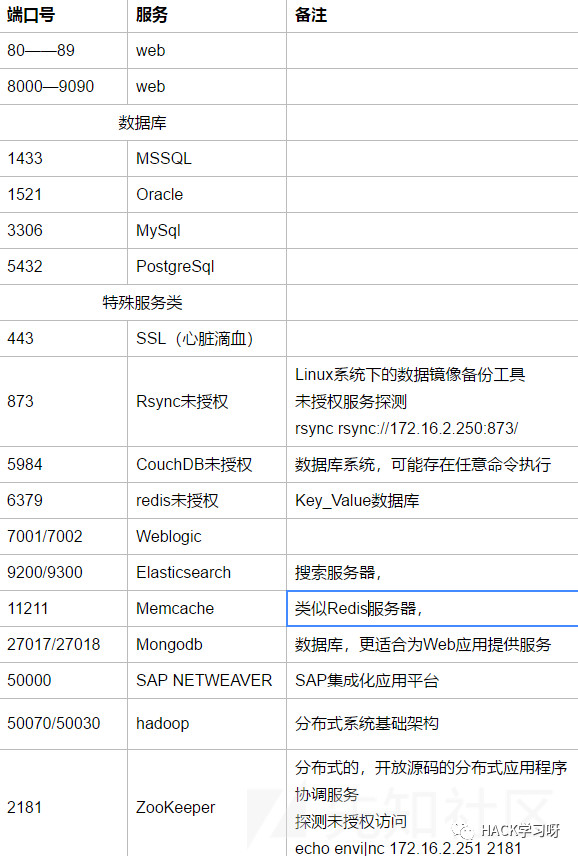 端口号 服务 备注
80——89 web
8000—9090 web
数据库
1433 MSSQL
1521 Oracle
3306 MySql
5432 PostgreSql
特殊服务类
443 SSL（心脏滴血）
873 Rsync未授权 Linux系统下的数据镜像备份工具
未授权服务探测
rsync rsync://172.16.2.250:873/
5984 CouchDB未授权 数据库系统，可能存在任意命令执行
6379 redis未授权 Key_Value数据库
7001/7002 Weblogic
9200/9300 Elasticsearch 搜索服务器，
11211 Memcache 类似Redis服务器，
27017/27018 Mongodb 数据库，更适合为Web应用提供服务
50000 SAP NETWEAVER SAP集成化应用平台
50070/50030 hadoop 分布式系统基础架构
2181 ZooKeeper 分布式的，开放源码的分布式应用程序
协调服务
探测未授权访问
echo envi|nc 172.16.2.251 2181
先知社区
HACK学习呀